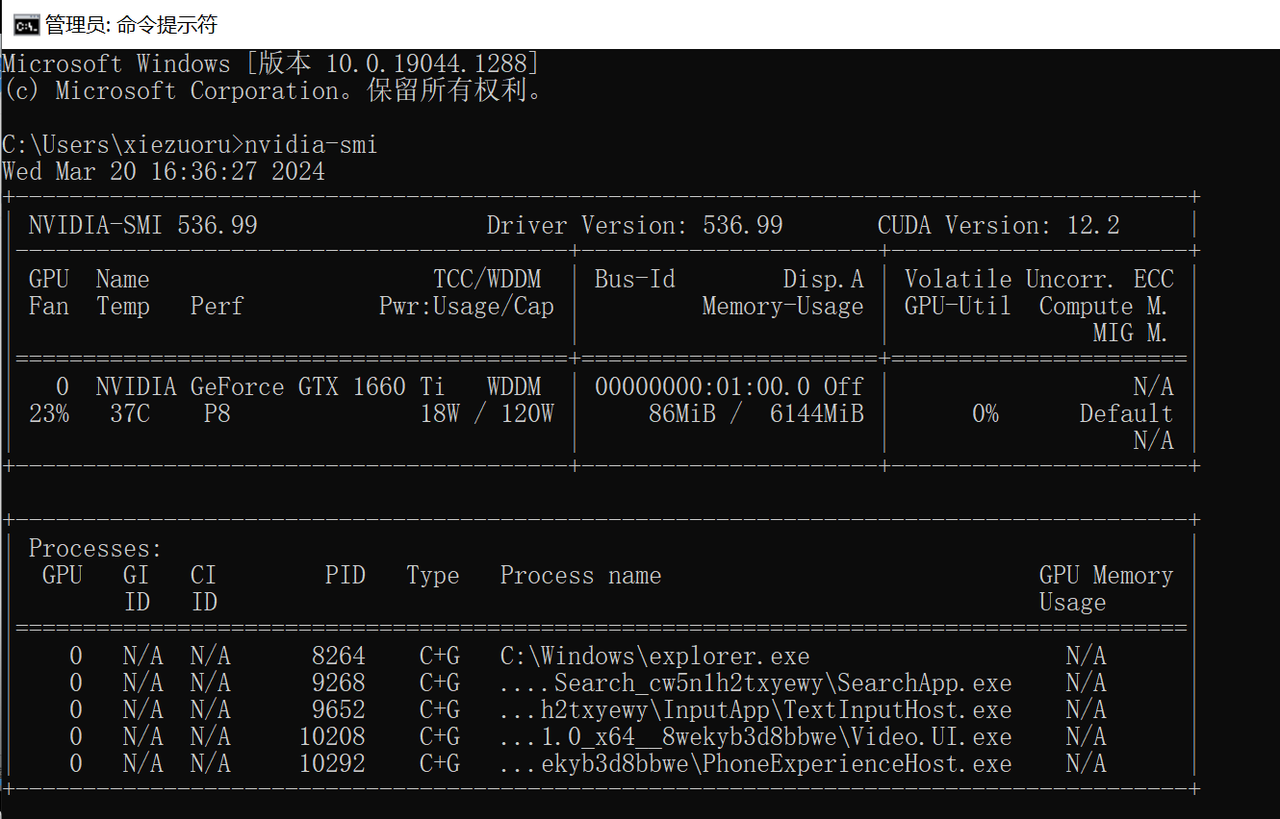 管理员: 命令提示符
Microsoft Windows [版本 10.0.19044.1288]
(c) Microsoft Corporation。保留所有权利。
C:\Users\xiezuoru>nvidia-smi
Wed Mar 20 16:36:27 2024
+---------------------------------------------------------------------------------------+
| NVIDIA-SMI 536.99                 Driver Version: 536.99       CUDA Version: 12.2     |
|-----------------------------------------+----------------------+----------------------+
| GPU  Name                     TCC/WDDM  | Bus-Id        Disp.A | Volatile Uncorr. ECC |
| Fan  Temp   Perf          Pwr:Usage/Cap |         Memory-Usage | GPU-Util  Compute M. |
|                                         |                      |               MIG M. |
|=========================================+======================+======================|
|   0  NVIDIA GeForce GTX 1660 Ti   WDDM  | 00000000:01:00.0 Off |                  N/A |
| 23%   37C    P8              18W / 120W |     86MiB /  6144MiB |      0%      Default |
|                                         |                      |                  N/A |
+-----------------------------------------+----------------------+----------------------+
+---------------------------------------------------------------------------------------+
| Processes:                                                                            |
|  GPU   GI   CI        PID   Type   Process name                            GPU Memory |
|        ID   ID                                                             Usage      |
|=======================================================================================|
|    0   N/A  N/A      8264    C+G   C:\Windows\explorer.exe                   N/A      |
|    0   N/A  N/A      9268    C+G   ....Search_cw5n1h2txyewy\SearchApp.exe    N/A      |
|    0   N/A  N/A      9652    C+G   ...h2txyewy\InputApp\TextInputHost.exe    N/A      |
|    0   N/A  N/A     10208    C+G   ...1.0_x64__8wekyb3d8bbwe\Video.UI.exe    N/A      |
|    0   N/A  N/A     10292    C+G   ...ekyb3d8bbwe\PhoneExperienceHost.exe    N/A      |
+---------------------------------------------------------------------------------------+